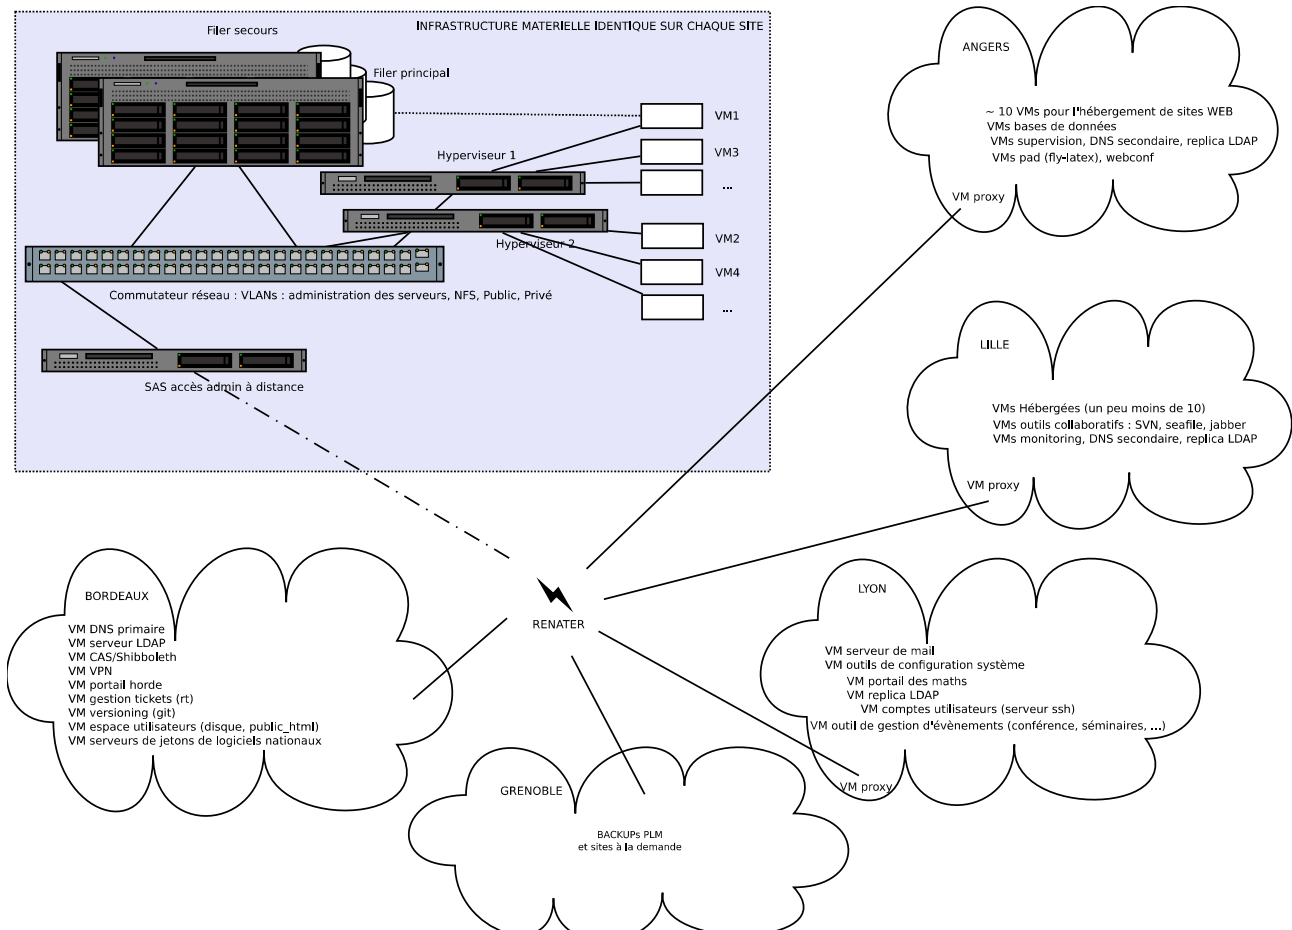 INFRASTRUCTURE MATERIELLE IDENTIQUE SUR CHAQUE SITE
Filer secours
Filer principal
VM1
Hyperviseur 1
VM3
...
Hyperviseur 2
VM2
VM4
...
Commutateur réseau : VLANs : administration des serveurs, NFS, Public, Privé
SAS accès admin à distance
ANGERS
~ 10 VMs pour l'hébergement de sites WEB
VMs bases de données
VMs supervision, DNS secondaire, replica LDAP
VMs pad (fly-latex), webconf
VM proxy
LILLE
VMs Hébergées (un peu moins de 10)
VMs outils collaboratifs : SVN, seafile, jabber
VMs monitoring, DNS secondaire, replica LDAP
VM proxy
RENATER
BORDEAUX
VM DNS primaire
VM serveur LDAP
VM CAS/Shibboleth
VM VPN
VM portail horde
VM gestion tickets (rt)
VM versioning (git)
VM espace utilisateurs (disque, public_html)
VM serveurs de jetons de logiciels nationaux
LYON
VM serveur de mail
VM outils de configuration système
VM portail des maths
VM replica LDAP
VM comptes utilisateurs (serveur ssh)
VM outil de gestion d'évènements (conférence, séminaires, ...)
VM proxy
GRENOBLE
BACKUPs PLM
et sites à la demande